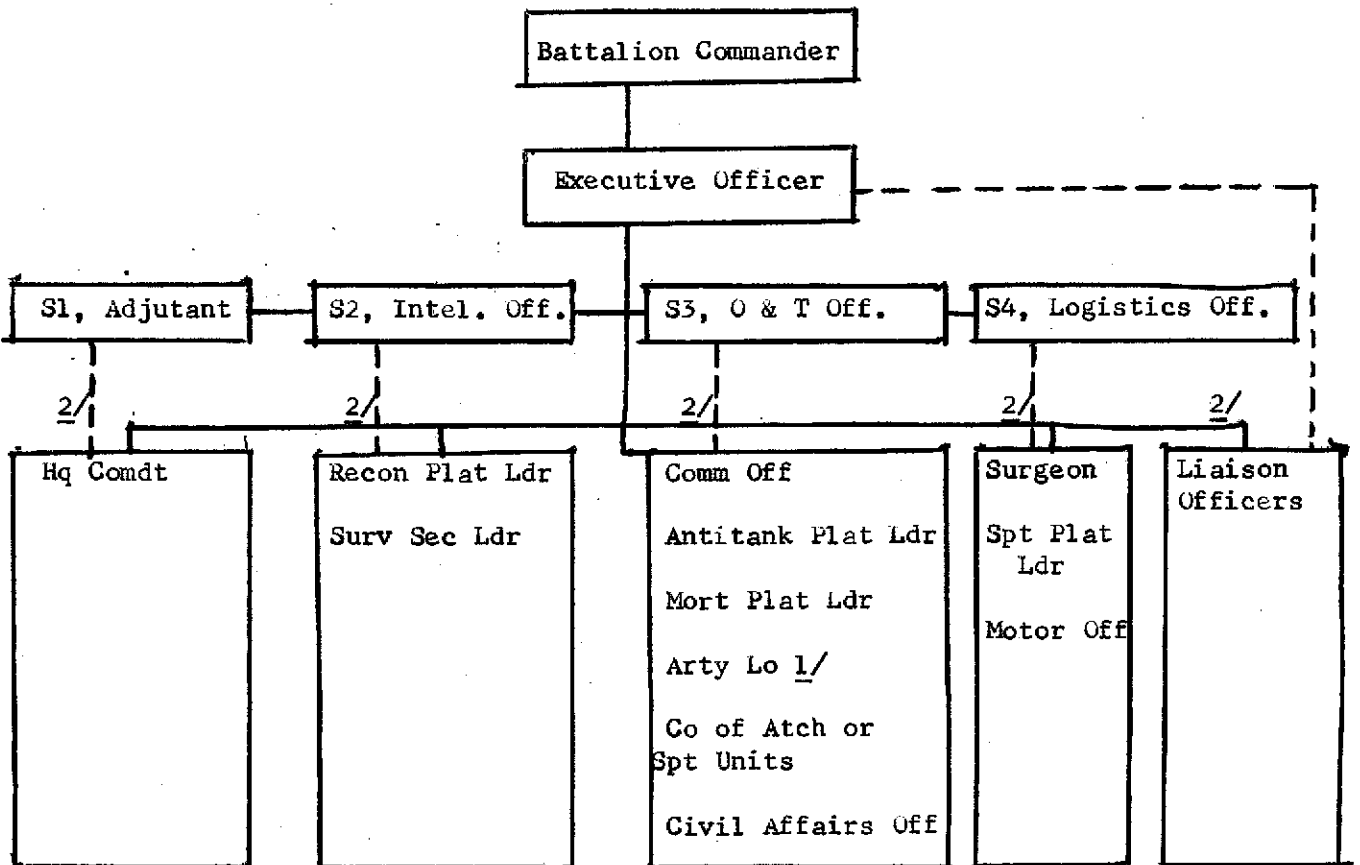 Battalion Commander
Executive Officer
S1, Adjutant
S2, Intel. Off.
S3, O & T Off.
S4, Logistics Off.
2/
2/
2/
2/
2/
Hq Comdt
Recon Plat Ldr
Surv Sec Ldr
Comm Off
Antitank Plat Ldr
Mort Plat Ldr
Arty Lo 1/
Co of Atch or
Spt Units
Civil Affairs Off
Surgeon
Spt Plat
Ldr
Motor Off
Liaison
Officers